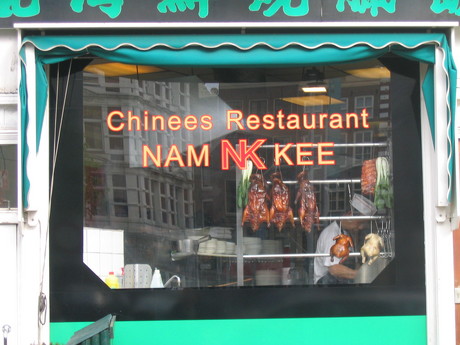 Chinees Restaurant
NAM NK KEE